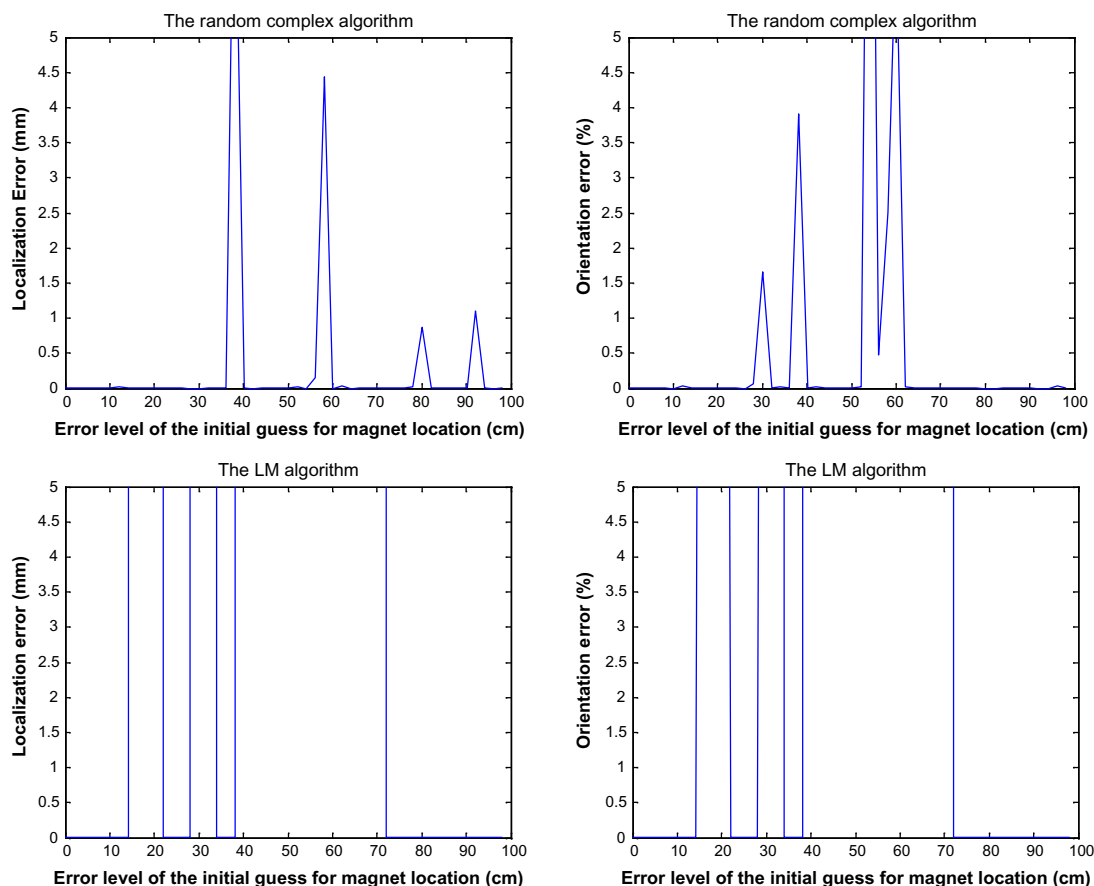 The random complex algorithm
5
4.5
4
3.5
3
2.5
2
1.5
1
0.5
0
Localization Error (mm)
0 10 20 30 40 50 60 70 80 90 100
Error level of the initial guess for magnet location (cm)
The random complex algorithm
5
4.5
4
3.5
3
2.5
2
1.5
1
0.5
0
Orientation error (%)
0 10 20 30 40 50 60 70 80 90 100
Error level of the initial guess for magnet location (cm)
The LM algorithm
5
4.5
4
3.5
3
2.5
2
1.5
1
0.5
0
Localization error (mm)
0 10 20 30 40 50 60 70 80 90 100
Error level of the initial guess for magnet location (cm)
The LM algorithm
5
4.5
4
3.5
3
2.5
2
1.5
1
0.5
0
Orientation error (%)
0 10 20 30 40 50 60 70 80 90 100
Error level of the initial guess for magnet location (cm)